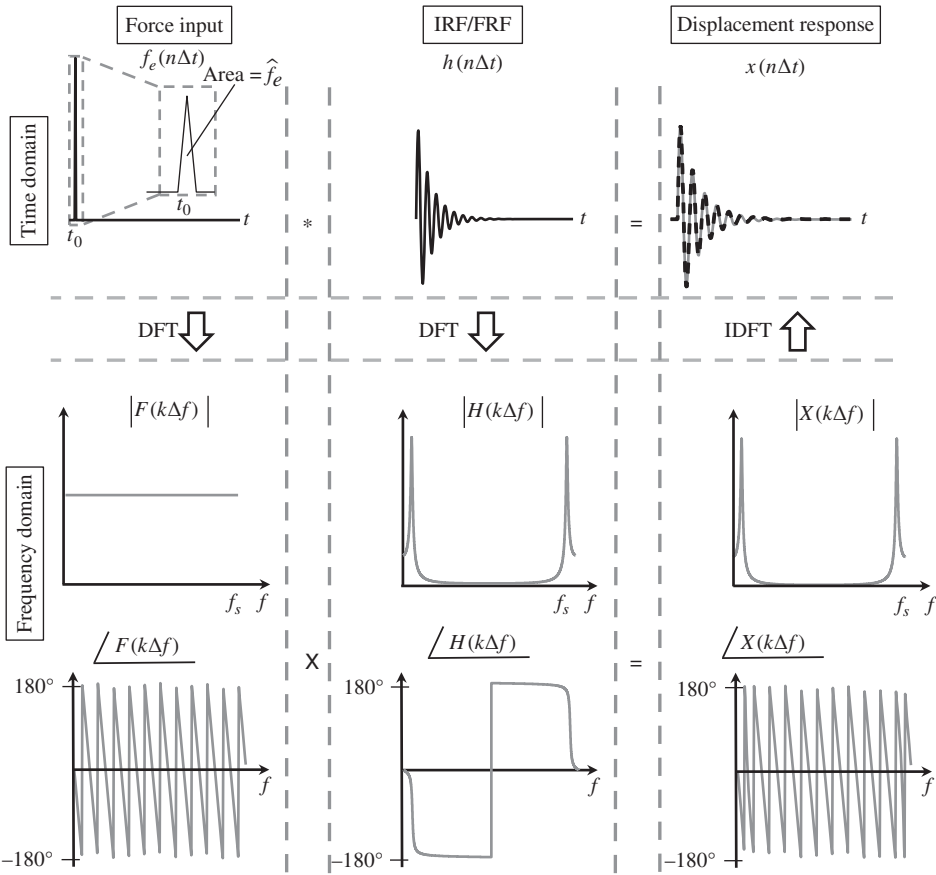 Force input
IRF/FRF
Displacement response
f_e(nΔt)
h(nΔt)
x(nΔt)
Area = f̂_e
Time domain
t_0
t_0
t
*
t
=
t
DFT
DFT
IDFT
|F(kΔf)|
|H(kΔf)|
|X(kΔf)|
Frequency domain
f_s f
f_s f
f_s f
∠F(kΔf)
X
∠H(kΔf)
=
∠X(kΔf)
180°
180°
180°
f
f
f
–180°
–180°
–180°